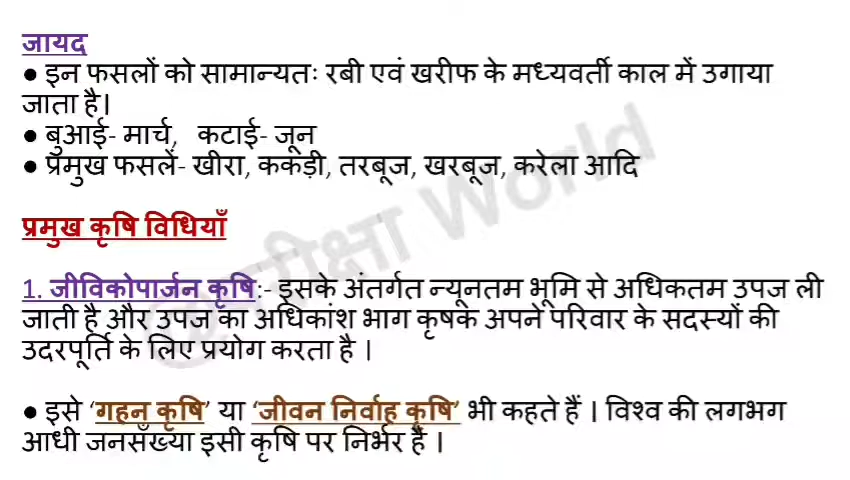 जायद
● इन फसलों को सामान्यतः रबी एवं खरीफ के मध्यवर्ती काल में उगाया
जाता है।
● बुआई- मार्च, कटाई- जून
● प्रमुख फसलें- खीरा, ककड़ी, तरबूज, खरबूज, करेला आदि
प्रमुख कृषि विधियाँ
1. जीविकोपार्जन कृषि:- इसके अंतर्गत न्यूनतम भूमि से अधिकतम उपज ली
जाती है और उपज का अधिकांश भाग कृषक अपने परिवार के सदस्यों की
उदरपूर्ति के लिए प्रयोग करता है ।
● इसे ‘गहन कृषि’ या ‘जीवन निर्वाह कृषि’ भी कहते हैं । विश्व की लगभग
आधी जनसँख्या इसी कृषि पर निर्भर है ।
@परीक्षा World